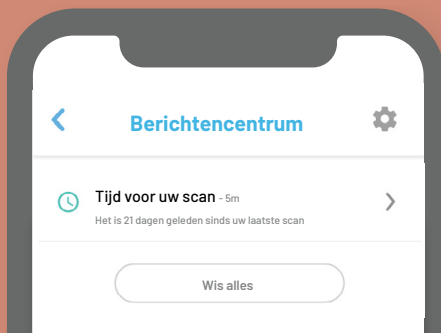 Berichtencentrum
Tijd voor uw scan - 5m
Het is 21 dagen geleden sinds uw laatste scan
Wis alles